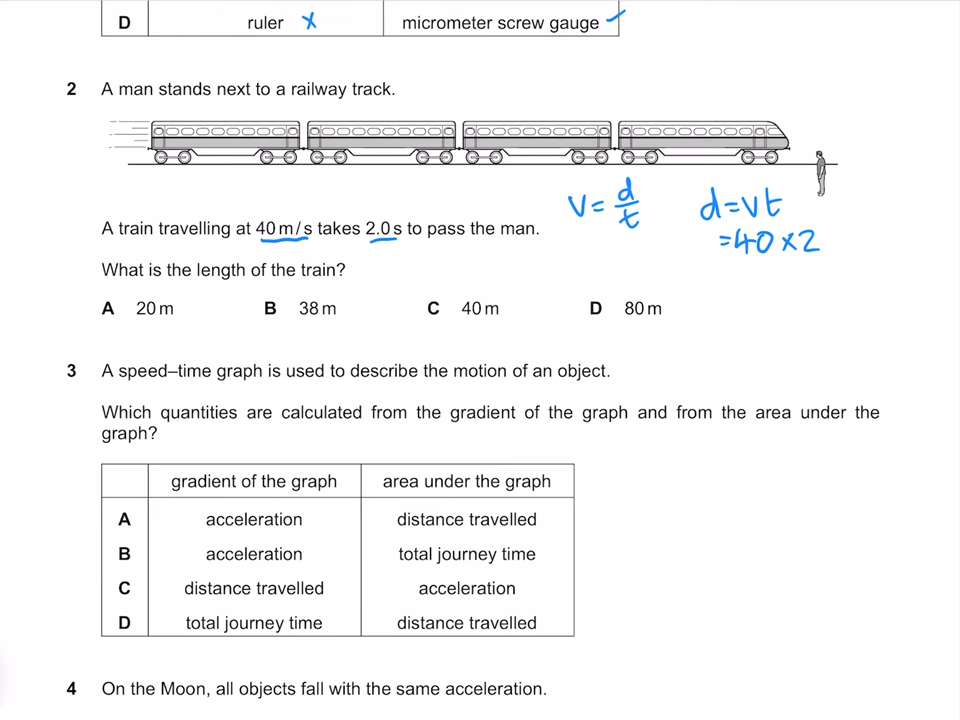 D ruler x micrometer screw gauge ✓
2 A man stands next to a railway track.
v = d/t d = vt
A train travelling at 40 m / s takes 2.0 s to pass the man.
= 40 × 2
What is the length of the train?
A 20 m B 38 m C 40 m D 80 m
3 A speed–time graph is used to describe the motion of an object.
Which quantities are calculated from the gradient of the graph and from the area under the
graph?
gradient of the graph area under the graph
A acceleration distance travelled
B acceleration total journey time
C distance travelled acceleration
D total journey time distance travelled
4 On the Moon, all objects fall with the same acceleration.